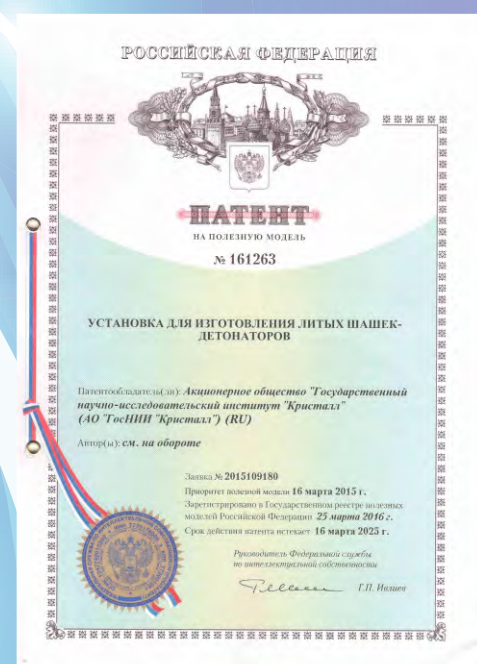 РОССИЙСКАЯ ФЕДЕРАЦИЯ
ПАТЕНТ
НА ПОЛЕЗНУЮ МОДЕЛЬ
№ 161263
УСТАНОВКА ДЛЯ ИЗГОТОВЛЕНИЯ ЛИТЫХ ШАШЕК-
ДЕТОНАТОРОВ
Патентообладатель(ли): Акционерное общество "Государственный
научно-исследовательский институт "Кристалл"
(АО "ГосНИИ "Кристалл") (RU)
Автор(ы): см. на обороте
Заявка № 2015109180
Приоритет полезной модели 16 марта 2015 г.
Зарегистрировано в Государственном реестре полезных
моделей Российской Федерации 25 марта 2016 г.
Срок действия патента истекает 16 марта 2025 г.
Руководитель Федеральной службы
по интеллектуальной собственности
Г.П. Ивлиев